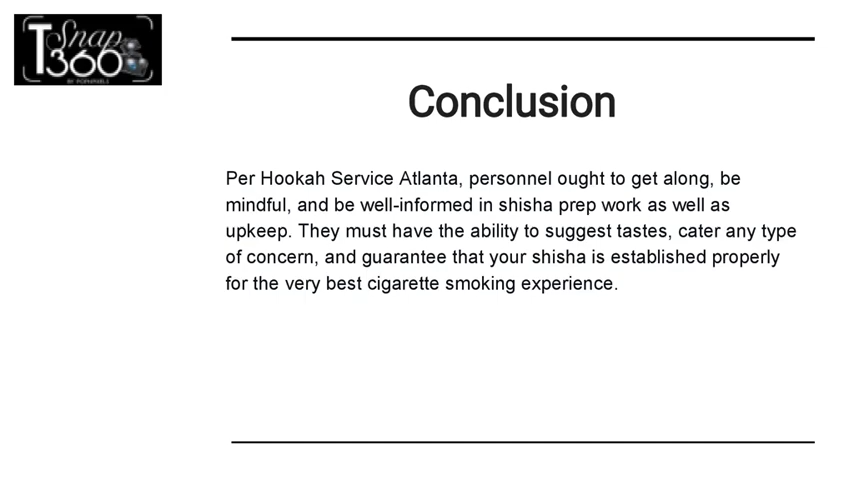 Snap
T360
Conclusion
Per Hookah Service Atlanta, personnel ought to get along, be
mindful, and be well-informed in shisha prep work as well as
upkeep. They must have the ability to suggest tastes, cater any type
of concern, and guarantee that your shisha is established properly
for the very best cigarette smoking experience.